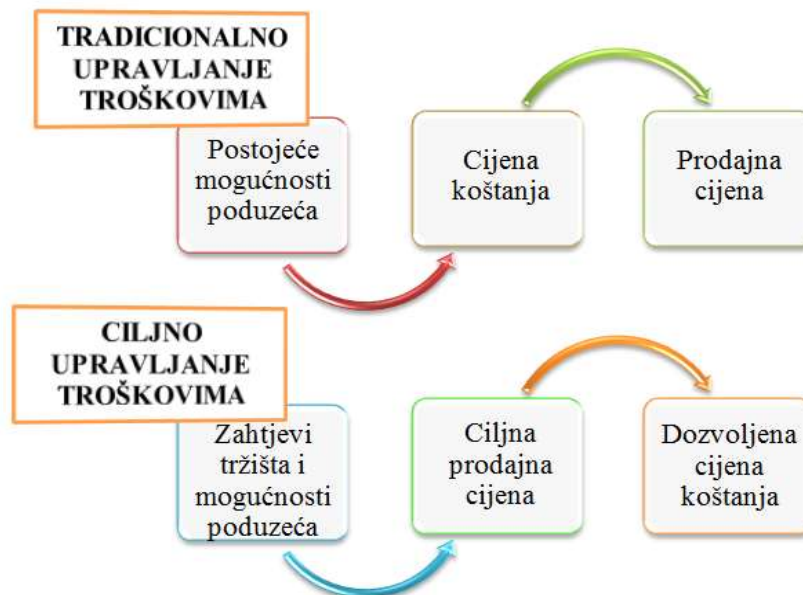 TRADICIONALNO
UPRAVLJANJE
TROŠKOVIMA
Postojeće
mogućnosti
poduzeća
Cijena
koštanja
Prodajna
cijena
CILJNO
UPRAVLJANJE
TROŠKOVIMA
Zahtjevi
tržišta i
mogućnosti
poduzeća
Ciljna
prodajna
cijena
Dozvoljena
cijena
koštanja